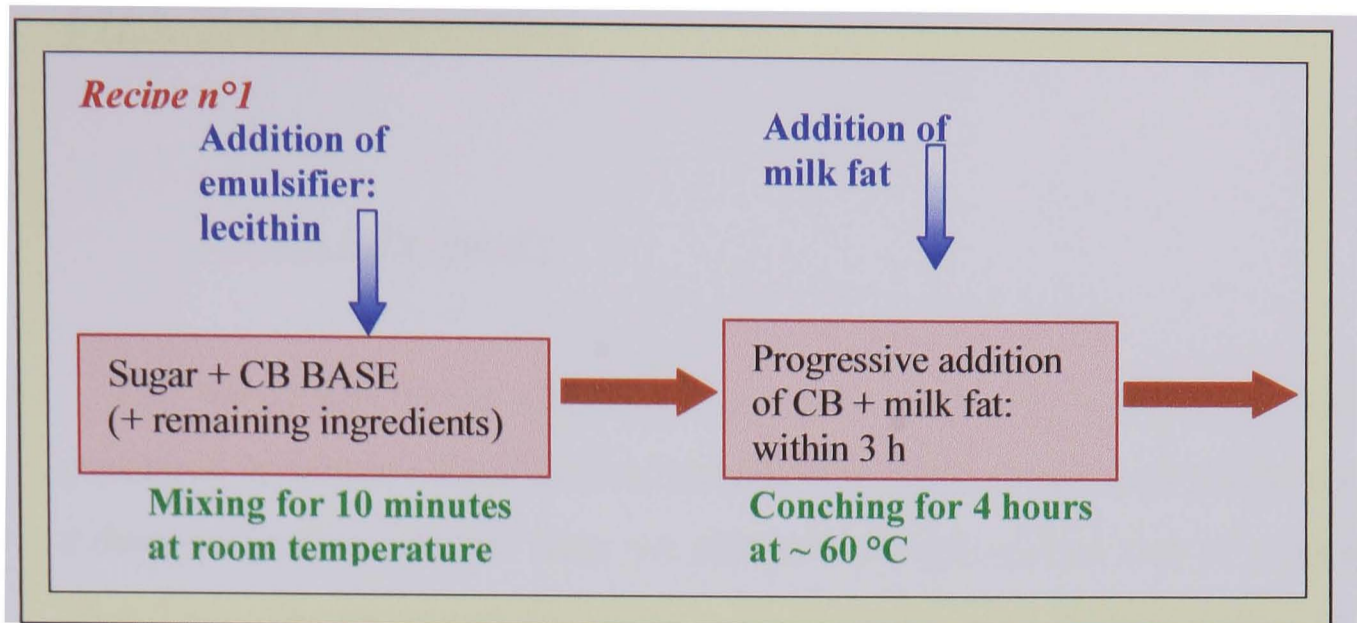 Recipe n°1
Addition of
emulsifier:
lecithin
Addition of
milk fat
Sugar + CB BASE
(+ remaining ingredients)
Progressive addition
of CB + milk fat:
within 3 h
Mixing for 10 minutes
at room temperature
Conching for 4 hours
at ~ 60 °C